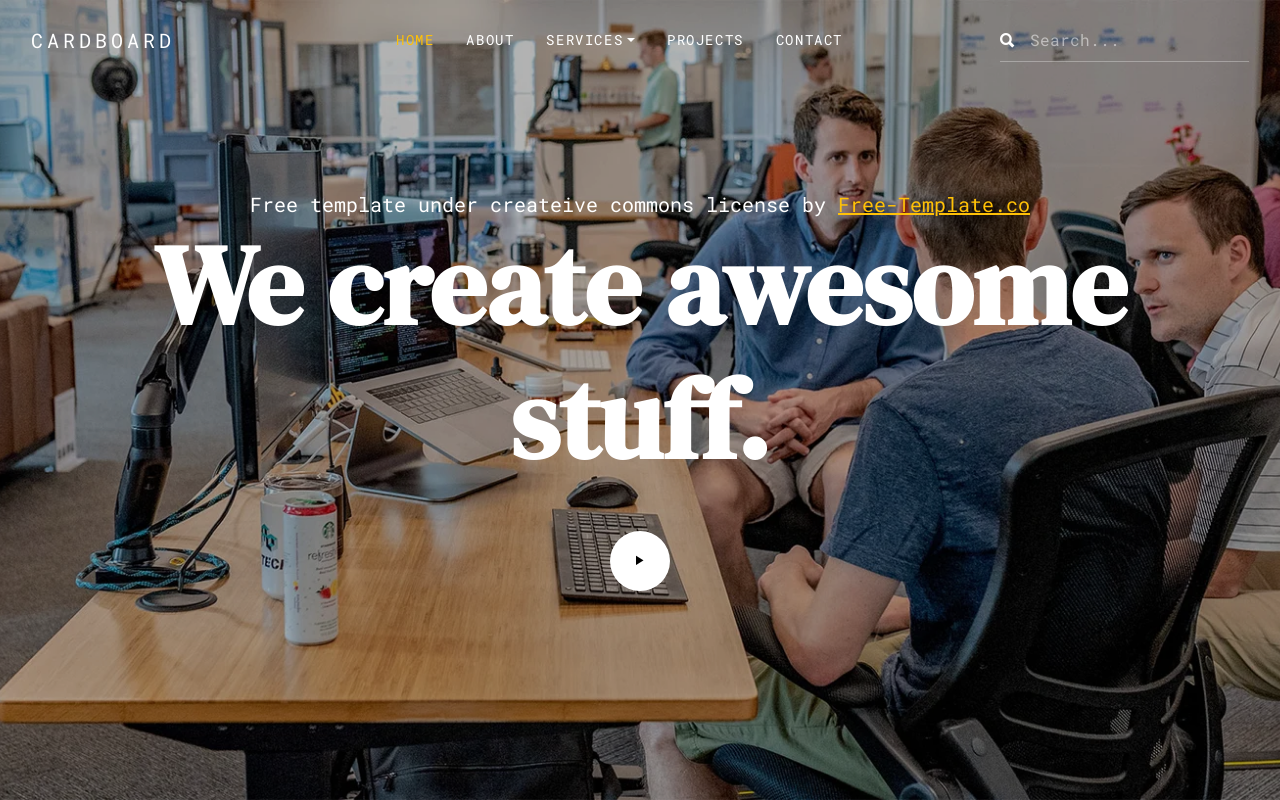 CARDBOARD
HOME ABOUT SERVICES PROJECTS CONTACT
Search...
Free template under createive commons license by Free-Template.co
We create awesome
stuff.